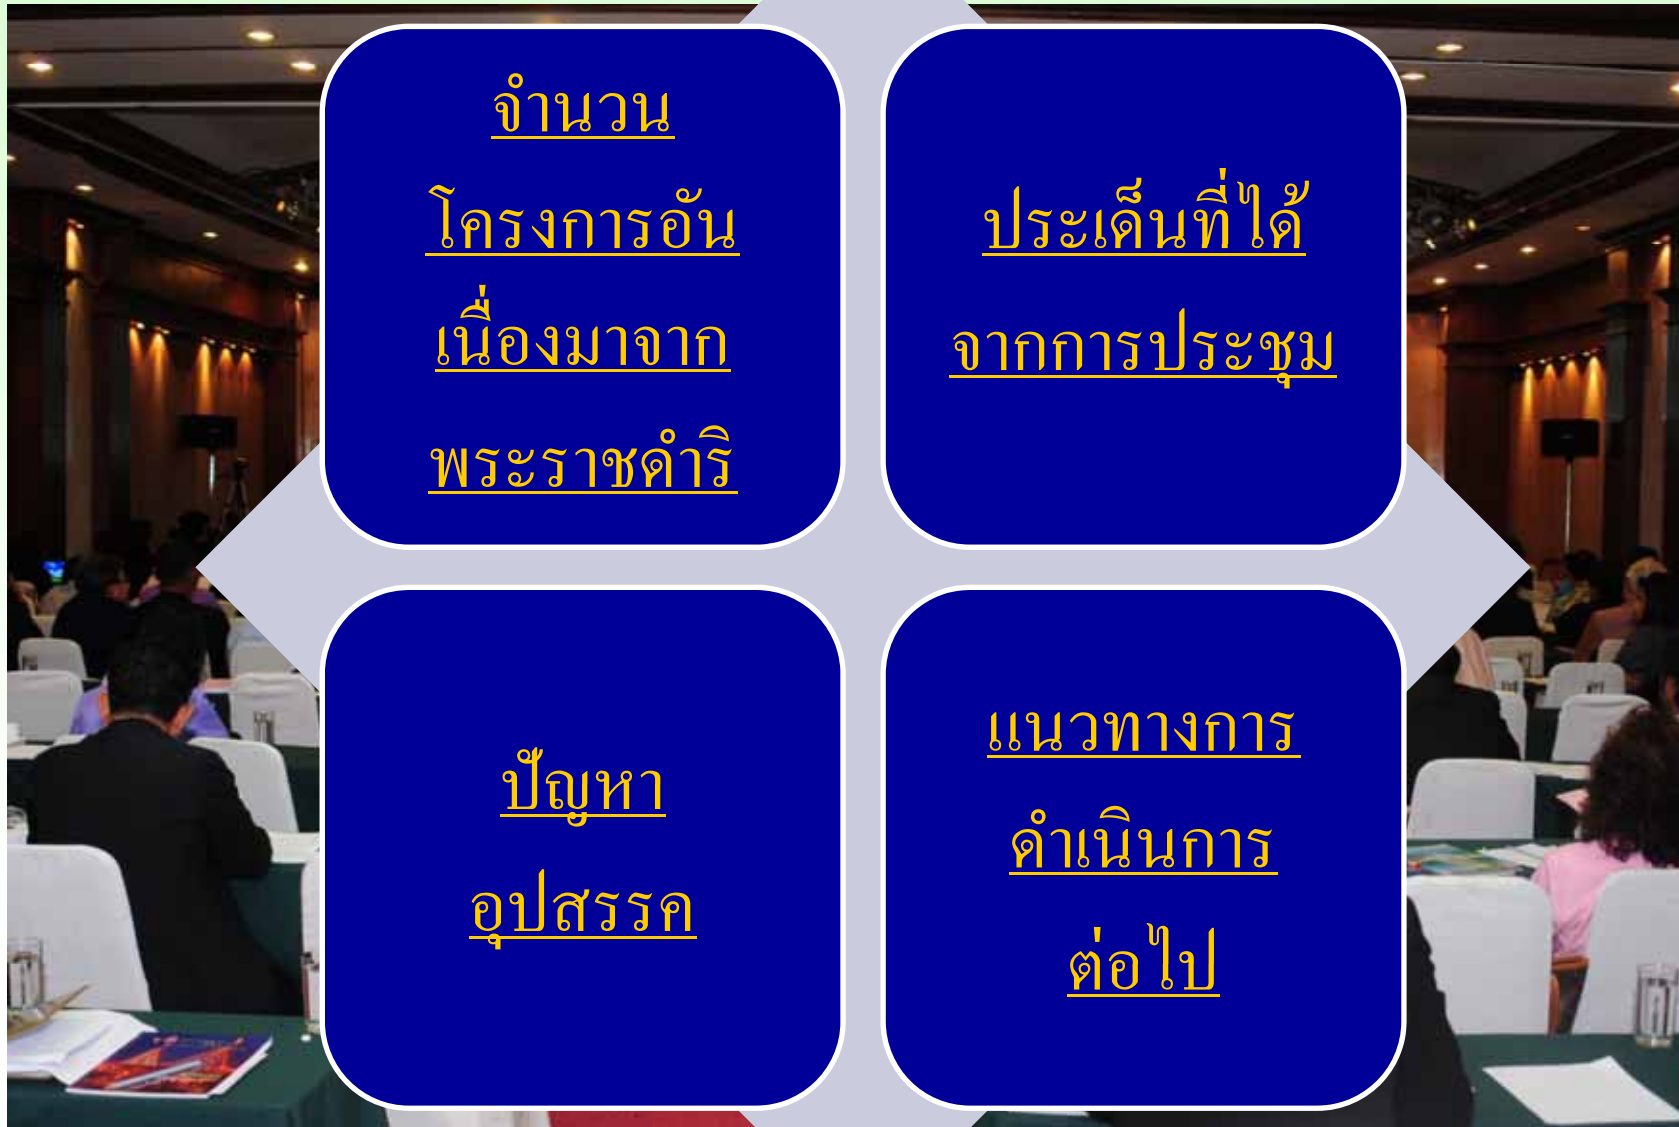 จำนวน
โครงการอัน
เนื่องมาจาก
พระราชดำริ
ประเด็นที่ได้
จากการประชุม
ปัญหา
อุปสรรค
แนวทางการ
ดำเนินการ
ต่อไป